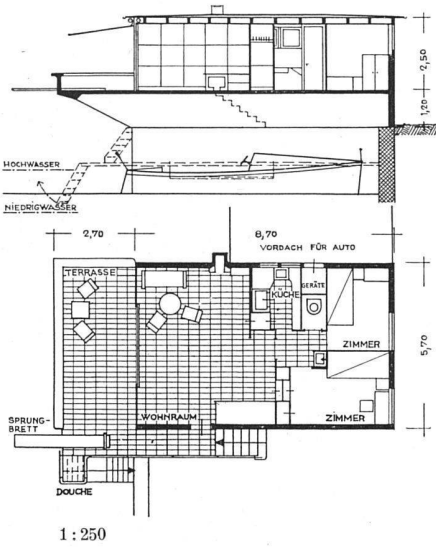 2,50
1,20
HOCHWASSER
NIEDRIGWASSER
2,70
8,70
VORDACH FÜR AUTO
TERRASSE
KÜCHE
GERÄTE
ZIMMER
5,70
WOHNRAUM
ZIMMER
SPRUNG-
BRETT
DOUCHE
1:250